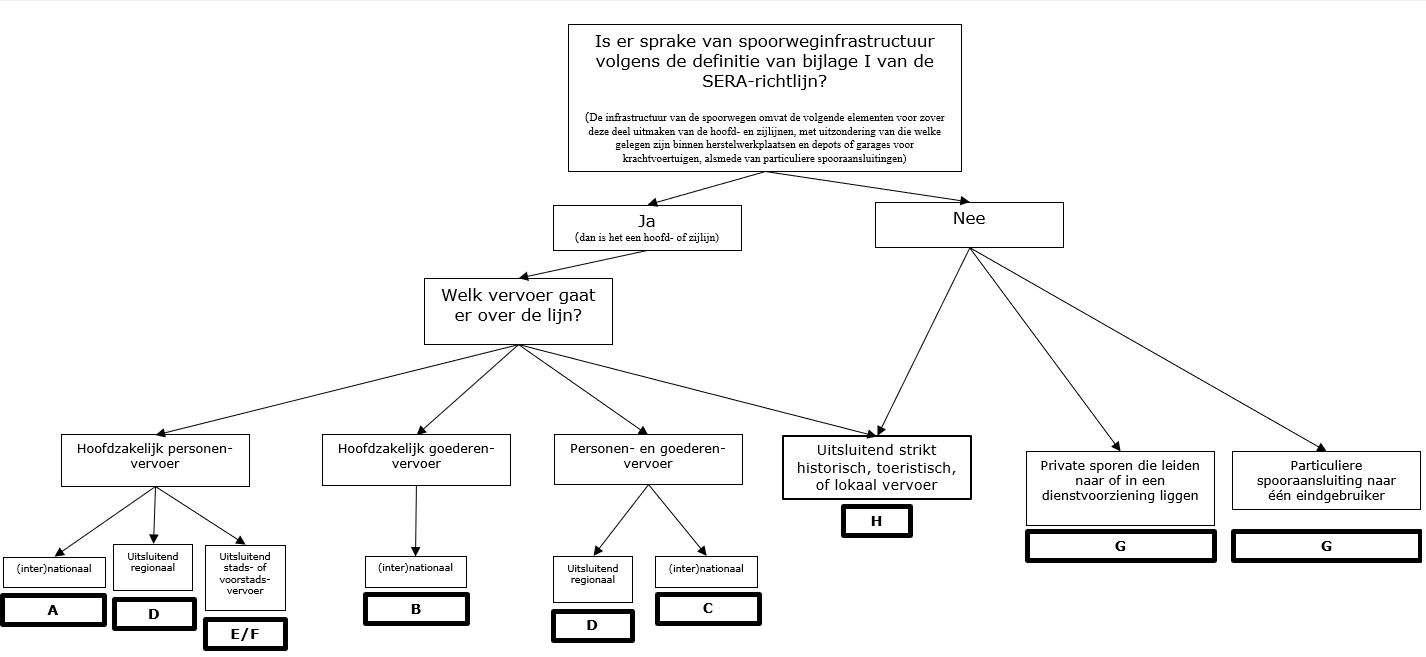 Is er sprake van spoorweginfrastructuur
volgens de definitie van bijlage I van de
SERA-richtlijn?
(De infrastructuur van de spoorwegen omvat de volgende elementen voor zover
deze deel uitmaken van de hoofd- en zijlijnen, met uitzondering van die welke
gelegen zijn binnen herstelwerkplaatsen en depots of garages voor
krachtvoertuigen, alsmede van particuliere spooraansluitingen)
Ja
(dan is het een hoofd- of zijlijn)
Nee
Welk vervoer gaat
er over de lijn?
Hoofdzakelijk personen-
vervoer
Hoofdzakelijk goederen-
vervoer
Personen- en goederen-
vervoer
Uitsluitend strikt
historisch, toeristisch,
of lokaal vervoer
H
Private sporen die leiden
naar of in een
dienstvoorziening liggen
G
Particuliere
spooraansluiting naar
één eindgebruiker
G
(inter)nationaal
A
Uitsluitend
regionaal
D
Uitsluitend
stads- of
voorstads-
vervoer
E/F
(inter)nationaal
B
Uitsluitend
regionaal
D
(inter)nationaal
C